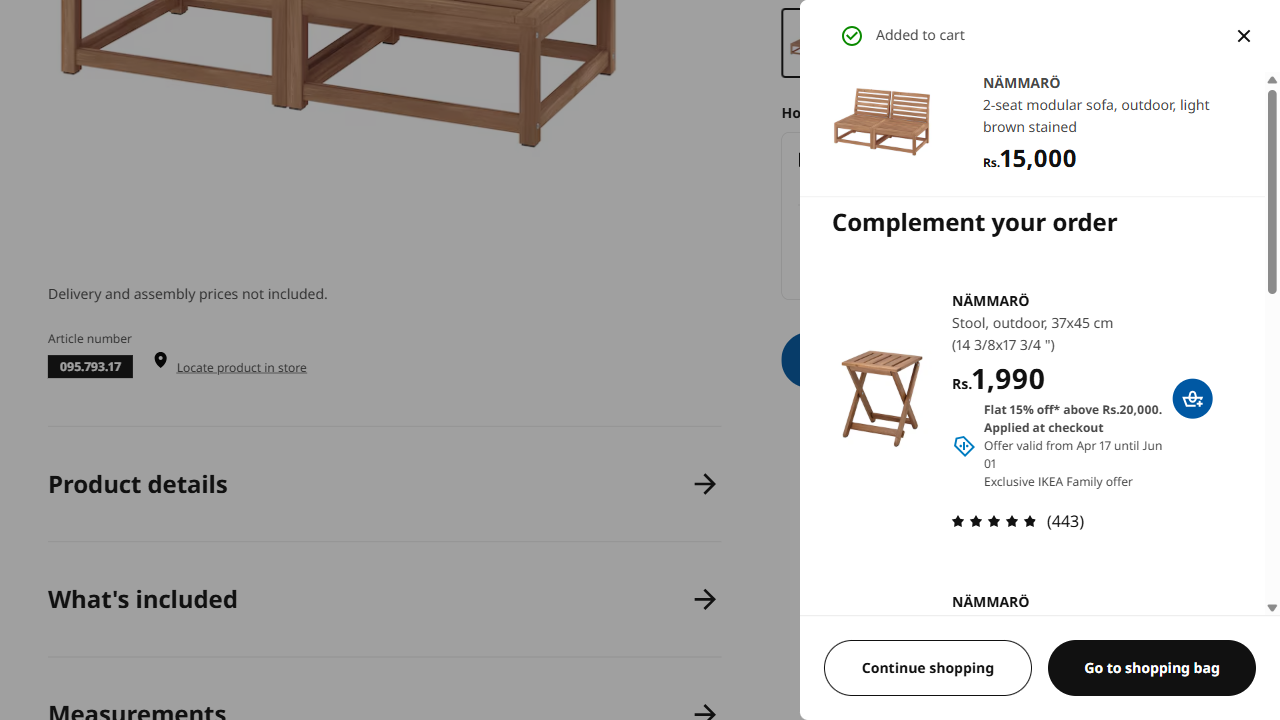 Delivery and assembly prices not included.
Article number
095.793.17
Locate product in store
Product details
What's included
Measurements
Ho
Added to cart
NÄMMARÖ
2-seat modular sofa, outdoor, light
brown stained
Rs.15,000
Complement your order
NÄMMARÖ
Stool, outdoor, 37x45 cm
(14 3/8x17 3/4 ")
Rs.1,990
Flat 15% off* above Rs.20,000.
Applied at checkout
Offer valid from Apr 17 until Jun
01
Exclusive IKEA Family offer
(443)
NÄMMARÖ
Continue shopping
Go to shopping bag